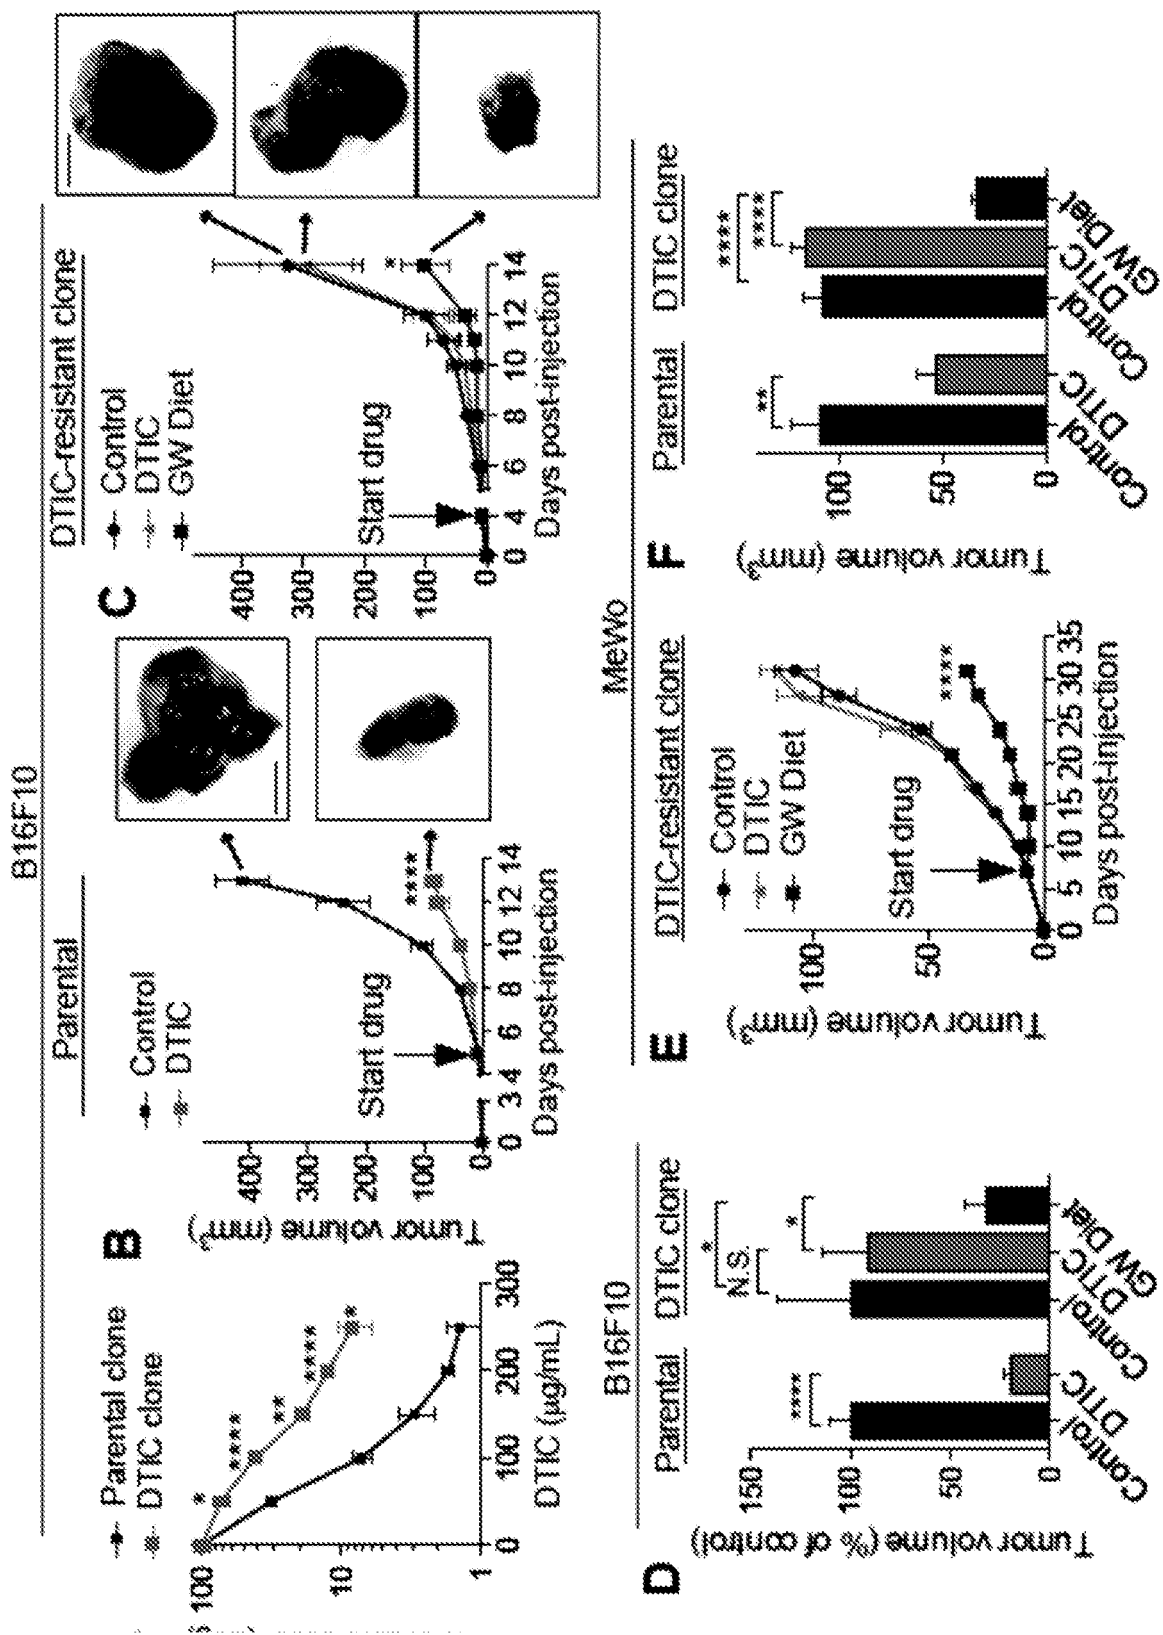 B16F10
Parental clone
DTIC clone
100
10
1
0
100
200
300
DTIC (µg/mL)
*
****
**
****
*
B
Parental
Control
DTIC
Tumor volume (mm3)
400
300
200
100
0
Start drug
****
0 3 4 6 8 10 12 14
Days post-injection
C
DTIC-resistant clone
Control
DTIC
GW Diet
400
300
200
100
0
Start drug
*
0 4 6 8 10 12 14
Days post-injection
D
B16F10
Parental
DTIC clone
Tumor volume (% of control)
150
100
50
0
****
*
N.S.
*
Control
DTIC
Control
DTIC
GW Diet
MeWo
E
DTIC-resistant clone
Control
DTIC
GW Diet
Tumor volume (mm3)
100
50
0
Start drug
****
0 5 10 15 20 25 30 35
Days post-injection
F
Parental
DTIC clone
Tumor volume (mm3)
100
50
0
**
****
****
Control
DTIC
Control
DTIC
GW Diet